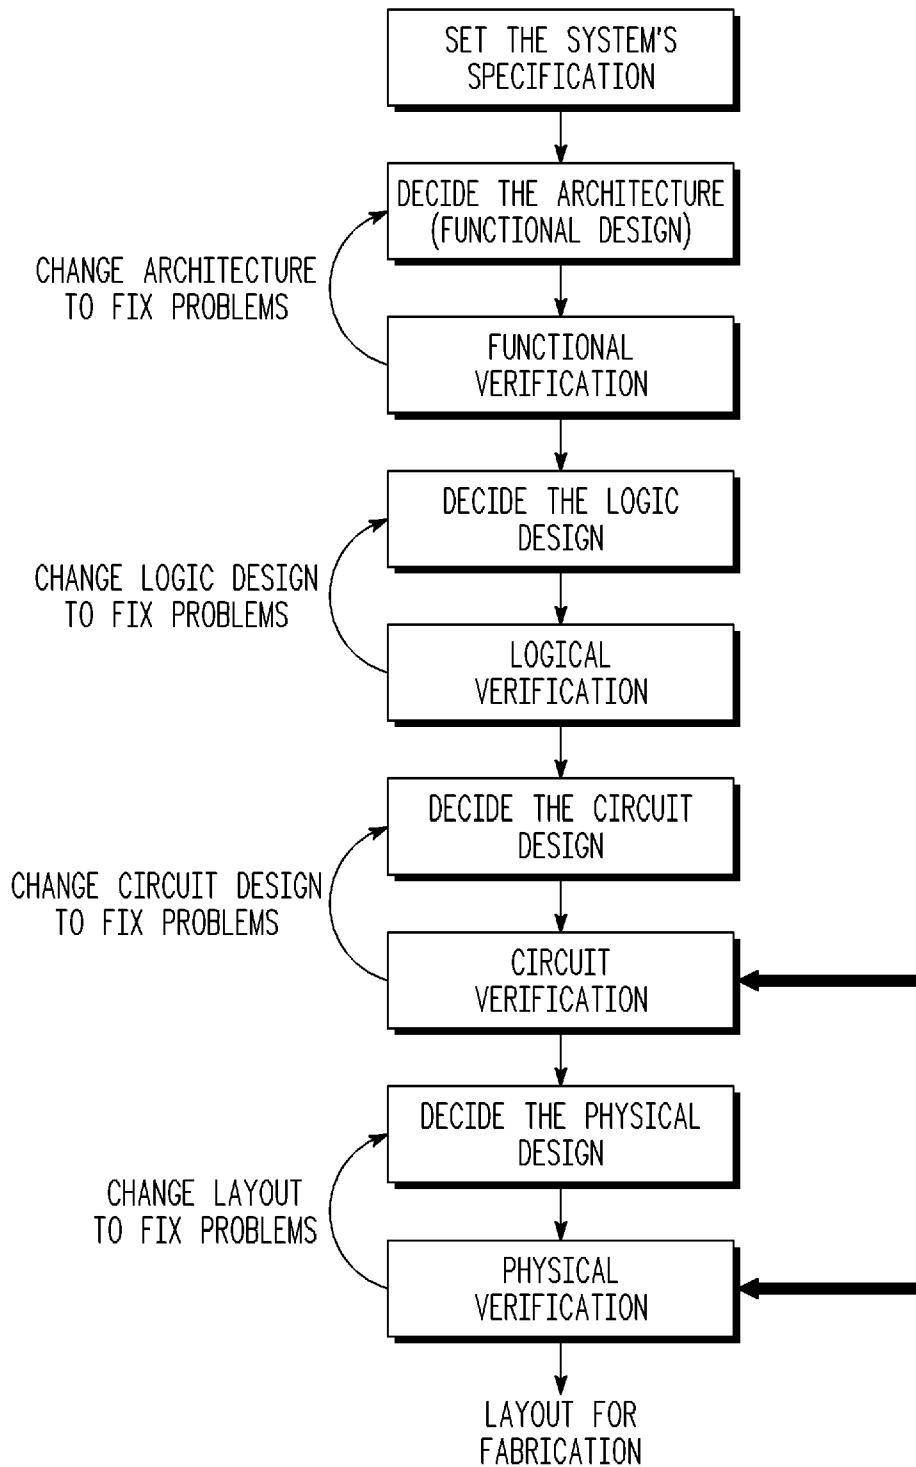 SET THE SYSTEM'S
SPECIFICATION
DECIDE THE ARCHITECTURE
(FUNCTIONAL DESIGN)
CHANGE ARCHITECTURE
TO FIX PROBLEMS
FUNCTIONAL
VERIFICATION
DECIDE THE LOGIC
DESIGN
CHANGE LOGIC DESIGN
TO FIX PROBLEMS
LOGICAL
VERIFICATION
DECIDE THE CIRCUIT
DESIGN
CHANGE CIRCUIT DESIGN
TO FIX PROBLEMS
CIRCUIT
VERIFICATION
DECIDE THE PHYSICAL
DESIGN
CHANGE LAYOUT
TO FIX PROBLEMS
PHYSICAL
VERIFICATION
LAYOUT FOR
FABRICATION